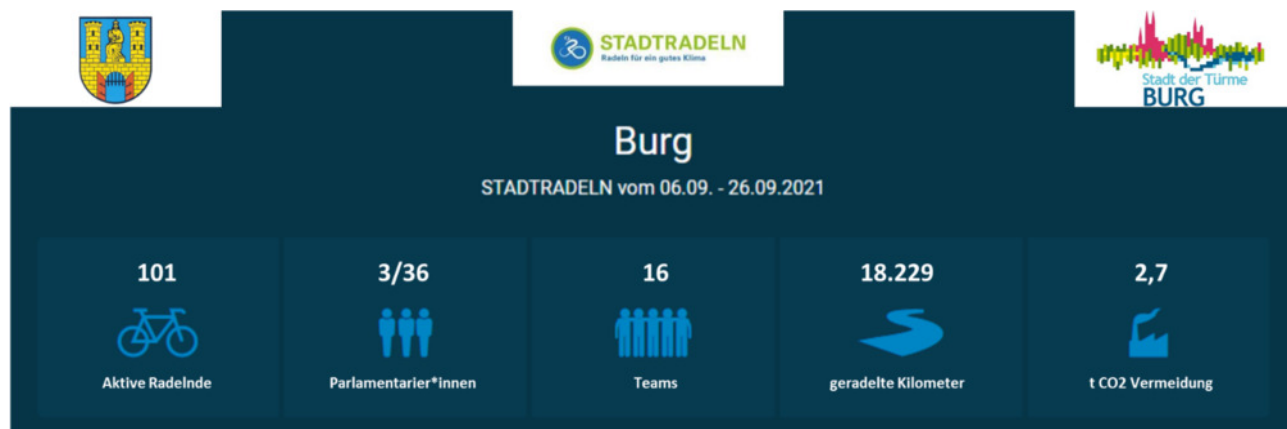 STADTRADELN
Radeln für ein gutes Klima
Stadt der Türme
BURG
Burg
STADTRADELN vom 06.09. - 26.09.2021
101
3/36
16
18.229
2,7
Aktive Radelnde
Parlamentarier*innen
Teams
geradelte Kilometer
t CO2 Vermeidung